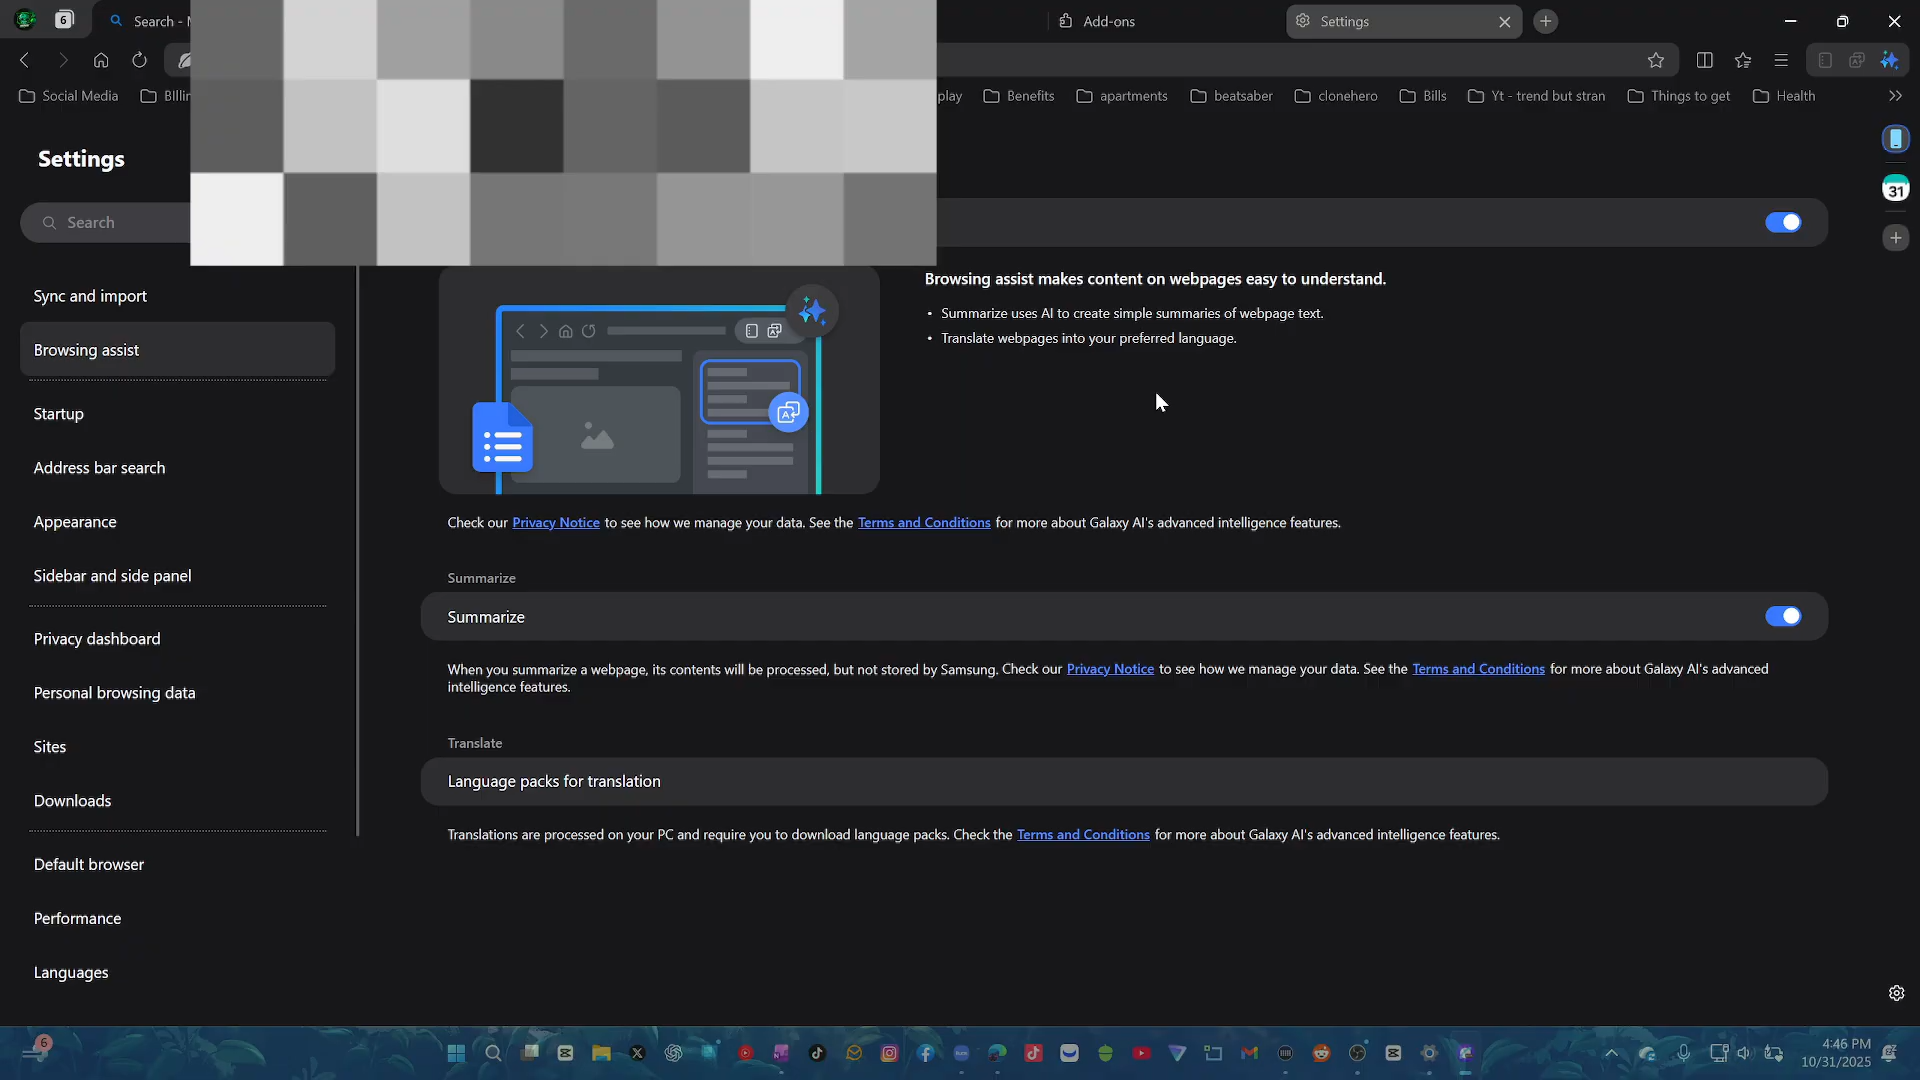 6
Search -
Add-ons
Settings
Social Media
play
Benefits
apartments
beatsaber
clonehero
Bills
Yt - trend but stran
Things to get
Health
31
Settings
Search
Sync and import
Browsing assist
Startup
Address bar search
Appearance
Sidebar and side panel
Privacy dashboard
Personal browsing data
Sites
Downloads
Default browser
Performance
Languages
Browsing assist makes content on webpages easy to understand.
• Summarize uses AI to create simple summaries of webpage text.
• Translate webpages into your preferred language.
A
Check our Privacy Notice to see how we manage your data. See the Terms and Conditions for more about Galaxy AI's advanced intelligence features.
Summarize
Summarize
When you summarize a webpage, its contents will be processed, but not stored by Samsung. Check our Privacy Notice to see how we manage your data. See the Terms and Conditions for more about Galaxy AI's advanced
intelligence features.
Translate
Language packs for translation
Translations are processed on your PC and require you to download language packs. Check the Terms and Conditions for more about Galaxy AI's advanced intelligence features.
6
4:46 PM
10/31/2025